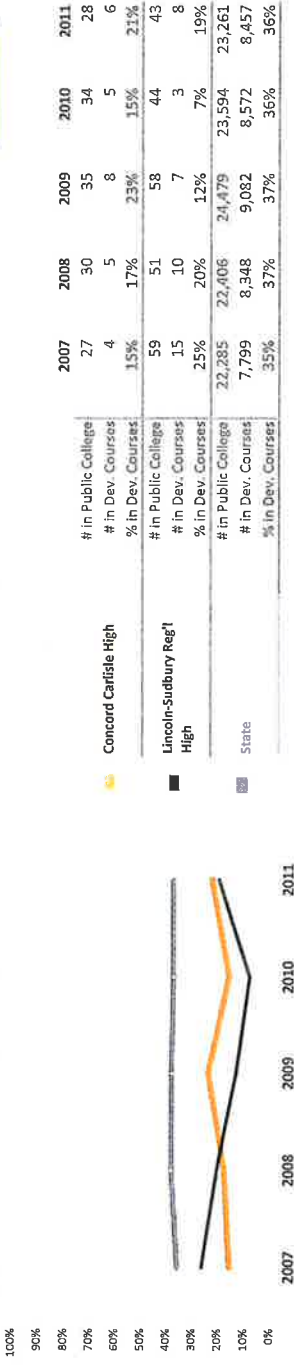 2007 2008 2009 2010 2011
Concord Carlisle High
# in Public College 27 30 35 34 28
# in Dev. Courses 4 5 8 5 6
% in Dev. Courses 15% 17% 23% 15% 21%
Lincoln-Sudbury Reg'l
High
# in Public College 59 51 58 44 43
# in Dev. Courses 15 10 7 3 8
% in Dev. Courses 25% 20% 12% 7% 19%
State
# in Public College 22,285 22,406 24,479 23,594 23,261
# in Dev. Courses 7,799 8,348 9,082 8,572 8,457
% in Dev. Courses 35% 37% 37% 36% 36%
100%
90%
80%
70%
60%
50%
40%
30%
20%
10%
0%
2007 2008 2009 2010 2011